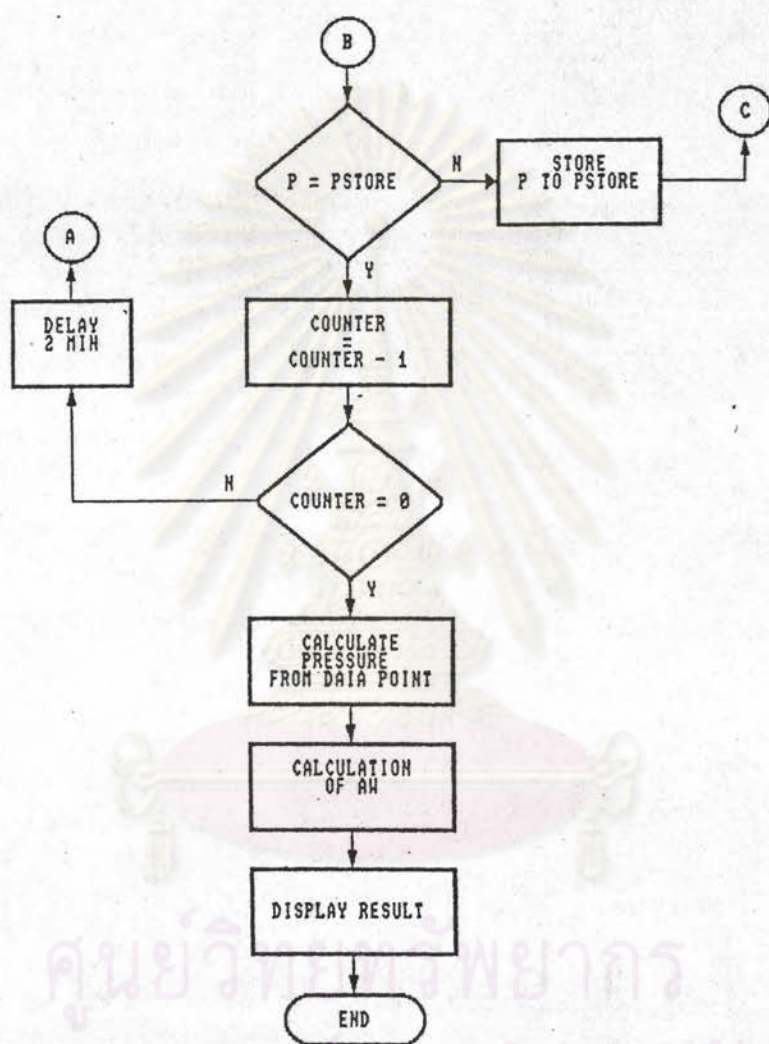 B
C
P = PSTORE
N
STORE
P TO PSTORE
A
Y
DELAY
2 MIN
COUNTER
=
COUNTER - 1
N
COUNTER = 0
Y
CALCULATE
PRESSURE
FROM DATA POINT
CALCULATION
OF AW
DISPLAY RESULT
ศูนย์วิทยทรัพยากร
END